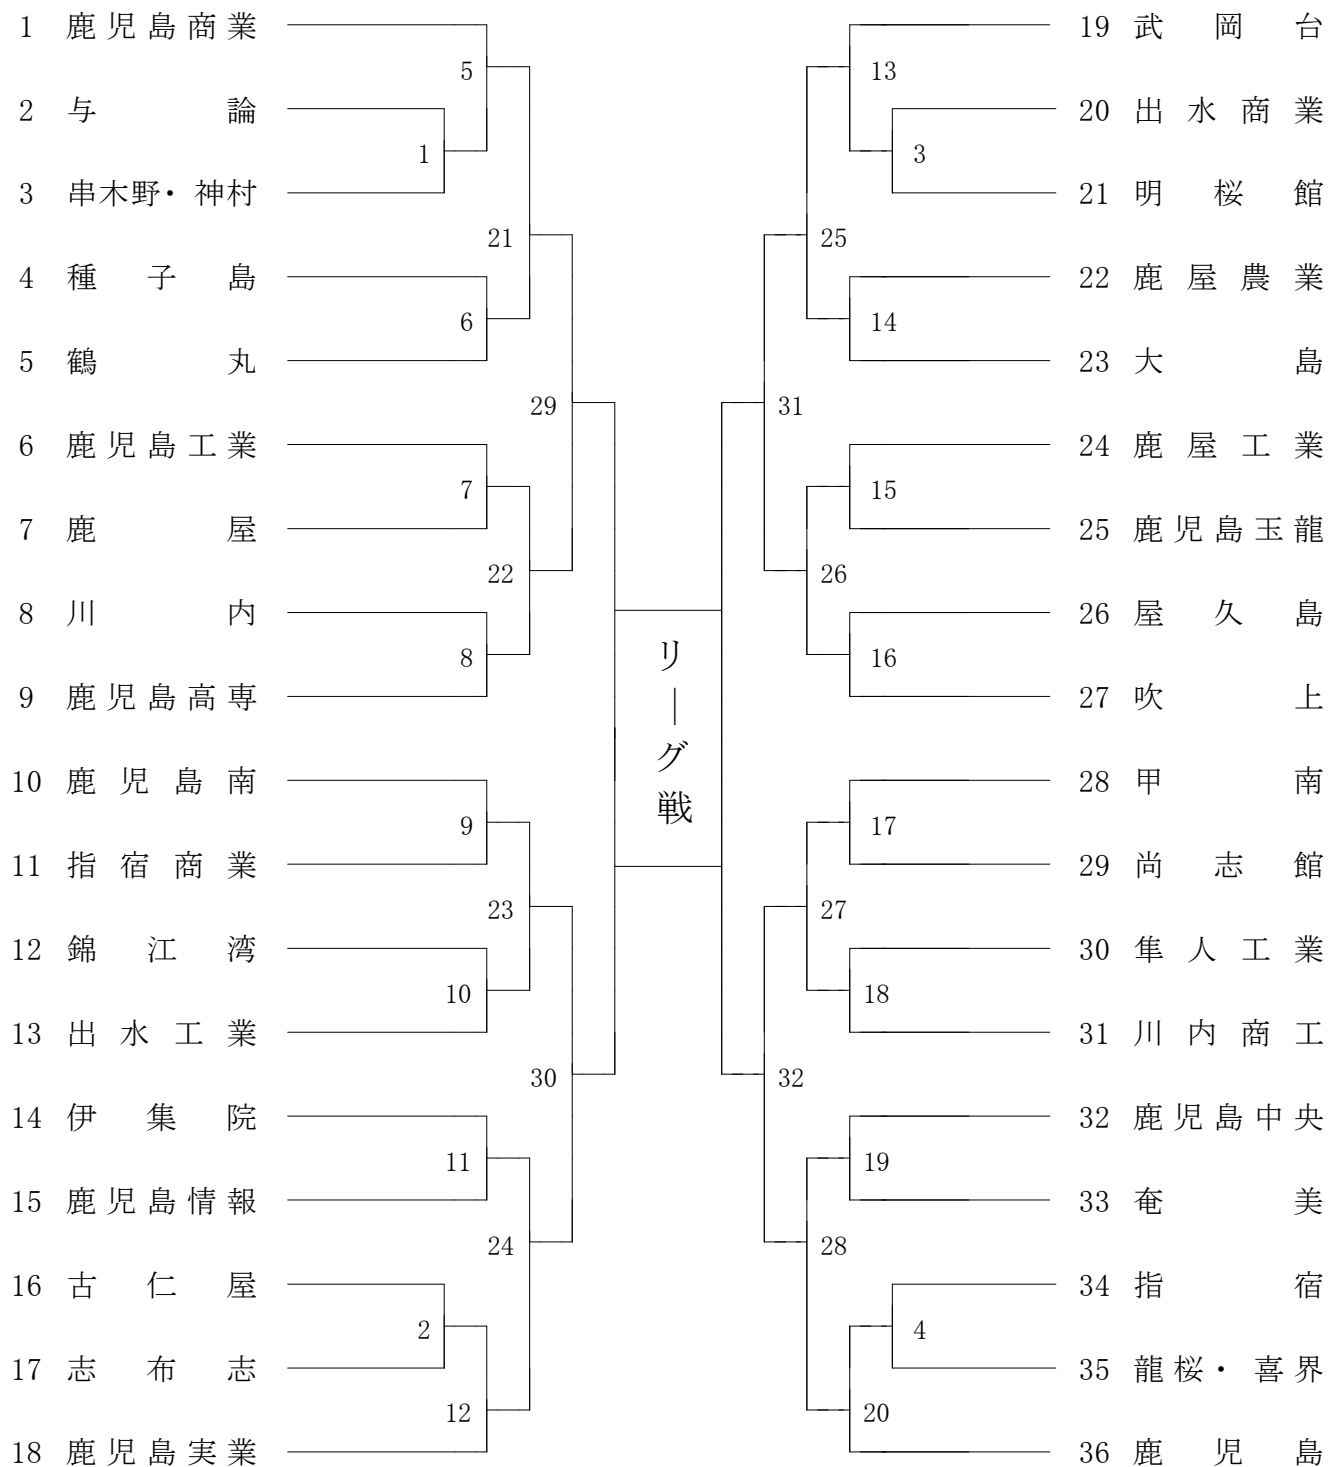 1 鹿児島商業
5
2 与論
1
3 串木野・神村
21
4 種子島
6
5 鶴丸
29
6 鹿児島工業
7
7 鹿屋
22
8 川内
8
9 鹿児島高専
10 鹿児島南
9
11 指宿商業
23
12 錦江湾
10
13 出水工業
30
14 伊集院
11
15 鹿児島情報
24
16 古仁屋
2
17 志布志
12
18 鹿児島実業
リーグ戦
19 武岡台
13
20 出水商業
3
21 明桜館
25
22 鹿屋農業
14
23 大島
31
24 鹿屋工業
15
25 鹿児島玉龍
26
26 屋久島
16
27 吹上
28 甲南
17
29 尚志館
27
30 隼人工業
18
31 川内商工
32
32 鹿児島中央
19
33 奄美
28
34 指宿
4
35 龍桜・喜界
20
36 鹿児島